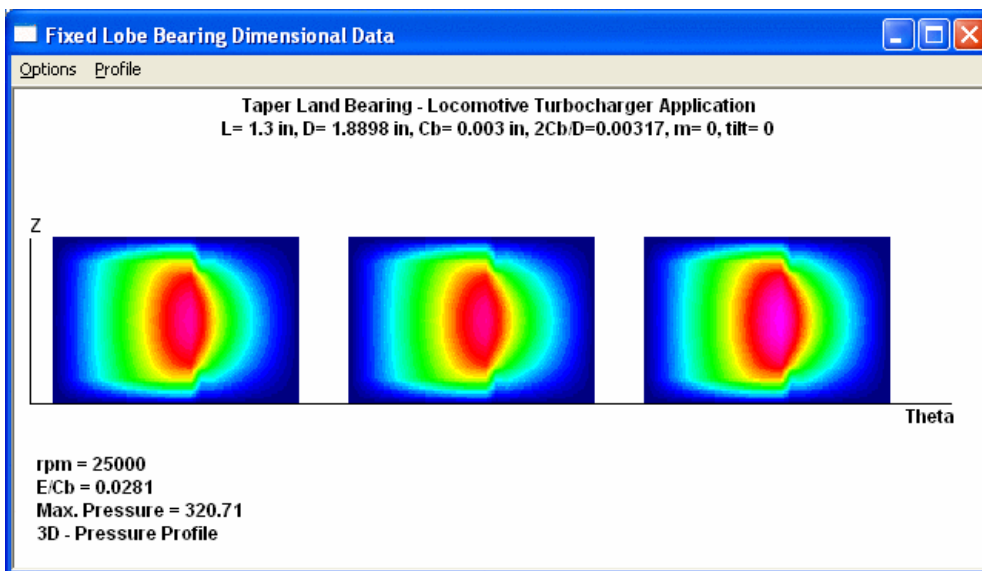 Fixed Lobe Bearing Dimensional Data
Options Profile
Taper Land Bearing - Locomotive Turbocharger Application
L= 1.3 in, D= 1.8898 in, Cb= 0.003 in, 2Cb/D=0.00317, m= 0, tilt= 0
Z
Theta
rpm = 25000
E/Cb = 0.0281
Max. Pressure = 320.71
3D - Pressure Profile